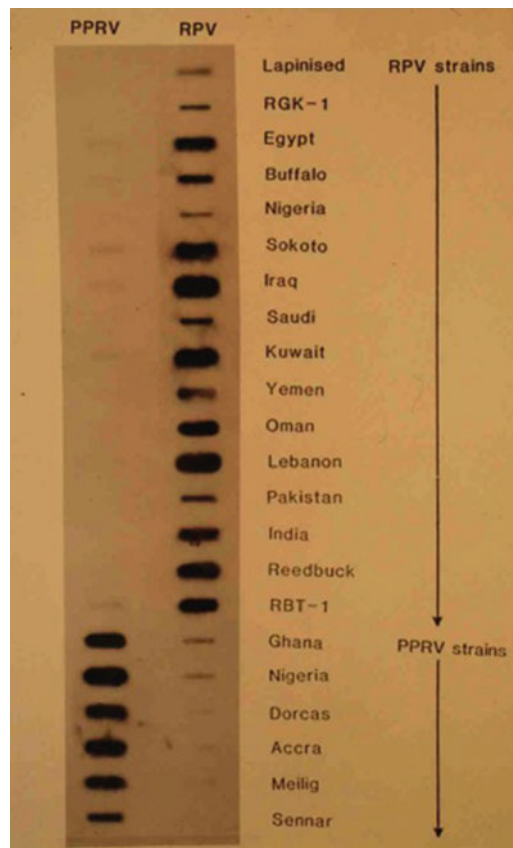 PPRV RPV
Lapinised RPV strains
RGK-1
Egypt
Buffalo
Nigeria
Sokoto
Iraq
Saudi
Kuwait
Yemen
Oman
Lebanon
Pakistan
India
Reedbuck
RBT-1
Ghana PPRV strains
Nigeria
Dorcas
Accra
Meilig
Sennar